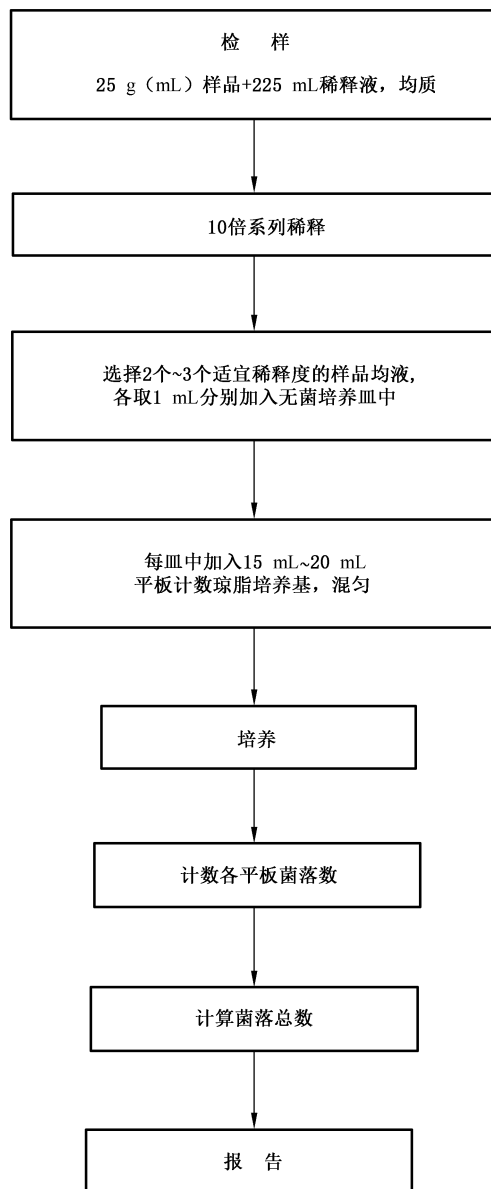 检 样
25 g（mL）样品+225 mL稀释液，均质
10倍系列稀释
选择2个~3个适宜稀释度的样品均液，
各取1 mL分别加入无菌培养皿中
每皿中加入15 mL~20 mL
平板计数琼脂培养基，混匀
培养
计数各平板菌落数
计算菌落总数
报 告